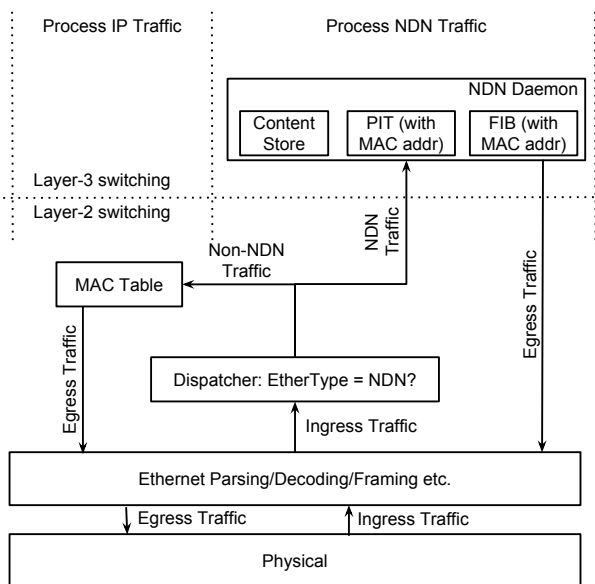 Process IP Traffic
Process NDN Traffic
NDN Daemon
Content
Store
PIT (with
MAC addr)
FIB (with
MAC addr)
Layer-3 switching
Layer-2 switching
NDN
Traffic
Non-NDN
Traffic
MAC Table
Egress Traffic
Egress Traffic
Dispatcher: EtherType = NDN?
Ingress Traffic
Ethernet Parsing/Decoding/Framing etc.
Egress Traffic
Ingress Traffic
Physical